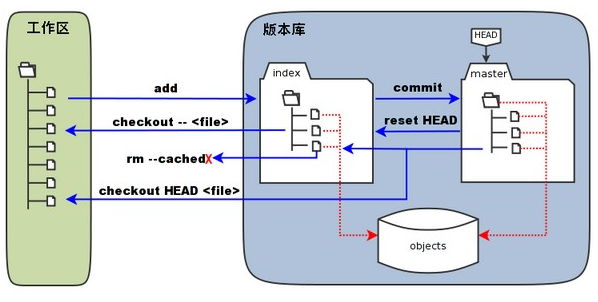 工作区
版本库
HEAD
index
master
add
commit
checkout -- <file>
reset HEAD
rm --cached
X
checkout HEAD <file>
objects